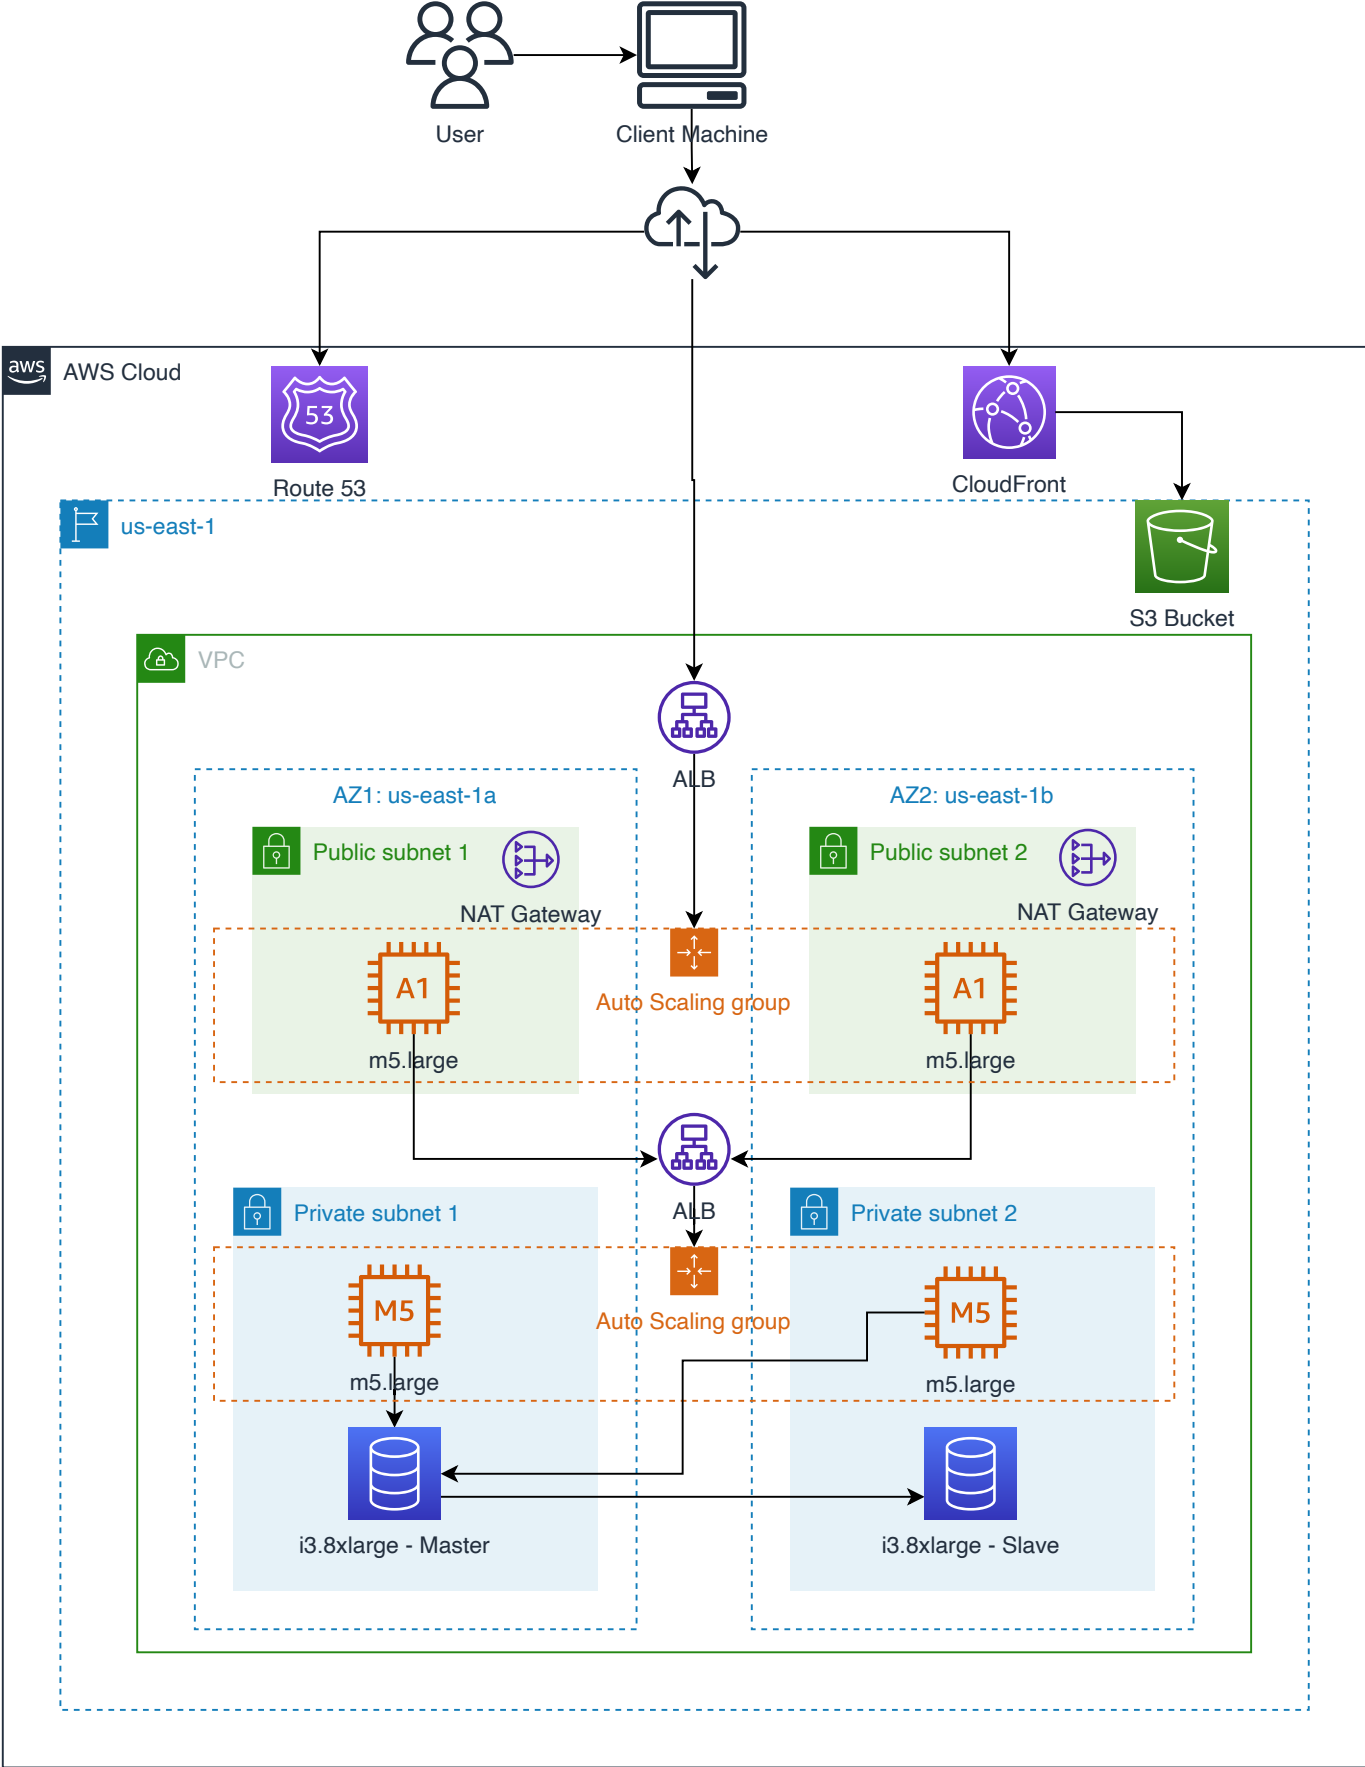 User
Client Machine
aws
AWS Cloud
53
Route 53
CloudFront
us-east-1
S3 Bucket
VPC
ALB
AZ1: us-east-1a
AZ2: us-east-1b
Public subnet 1
NAT Gateway
Public subnet 2
NAT Gateway
A1
m5.large
Auto Scaling group
A1
m5.large
ALB
Private subnet 1
Private subnet 2
M5
m5.large
Auto Scaling group
M5
m5.large
i3.8xlarge - Master
i3.8xlarge - Slave